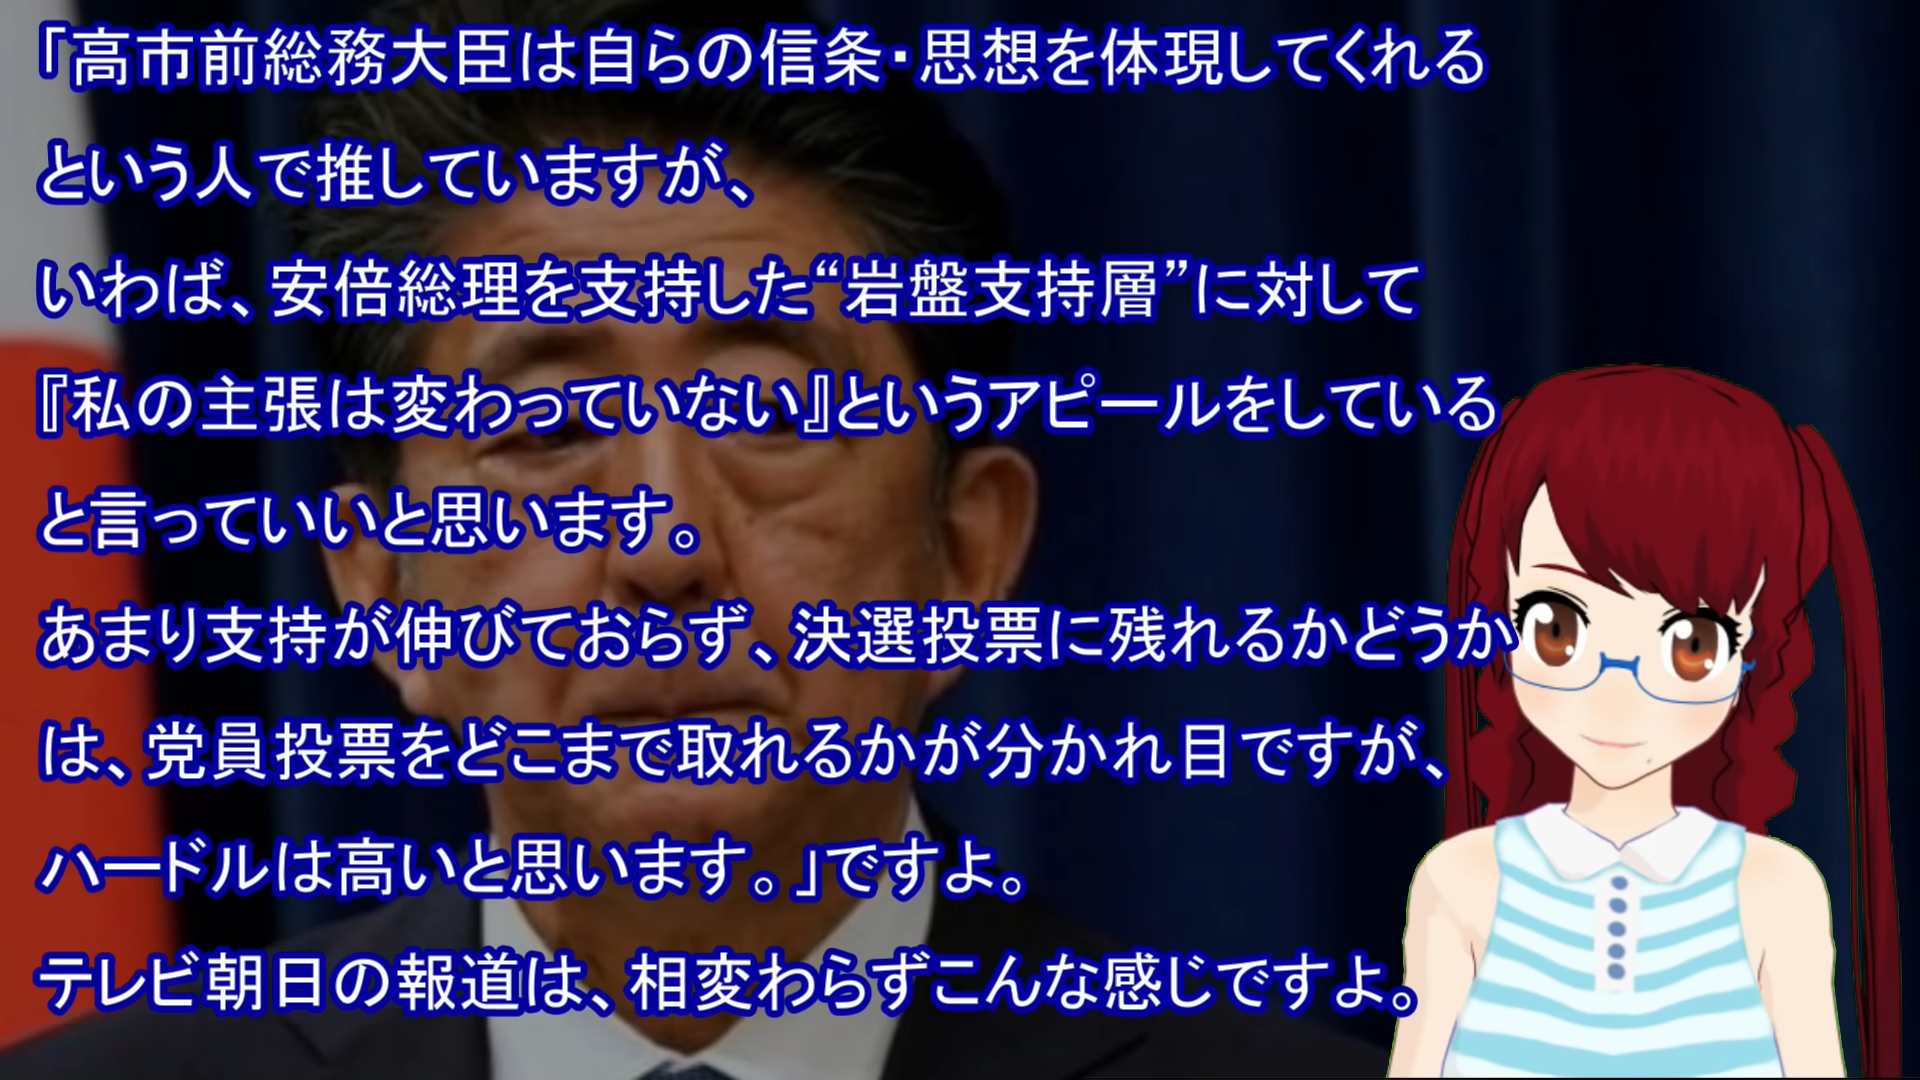 「高市前総務大臣は自らの信条・思想を体現してくれる
という人で推していますが、
いわば、安倍総理を支持した“岩盤支持層”に対して
『私の主張は変わっていない』というアピールをしている
と言っていいと思います。
あまり支持が伸びておらず、決選投票に残れるかどうか
は、党員投票をどこまで取れるかが分かれ目ですが、
ハードルは高いと思います。」ですよ。
テレビ朝日の報道は、相変わらずこんな感じですよ。